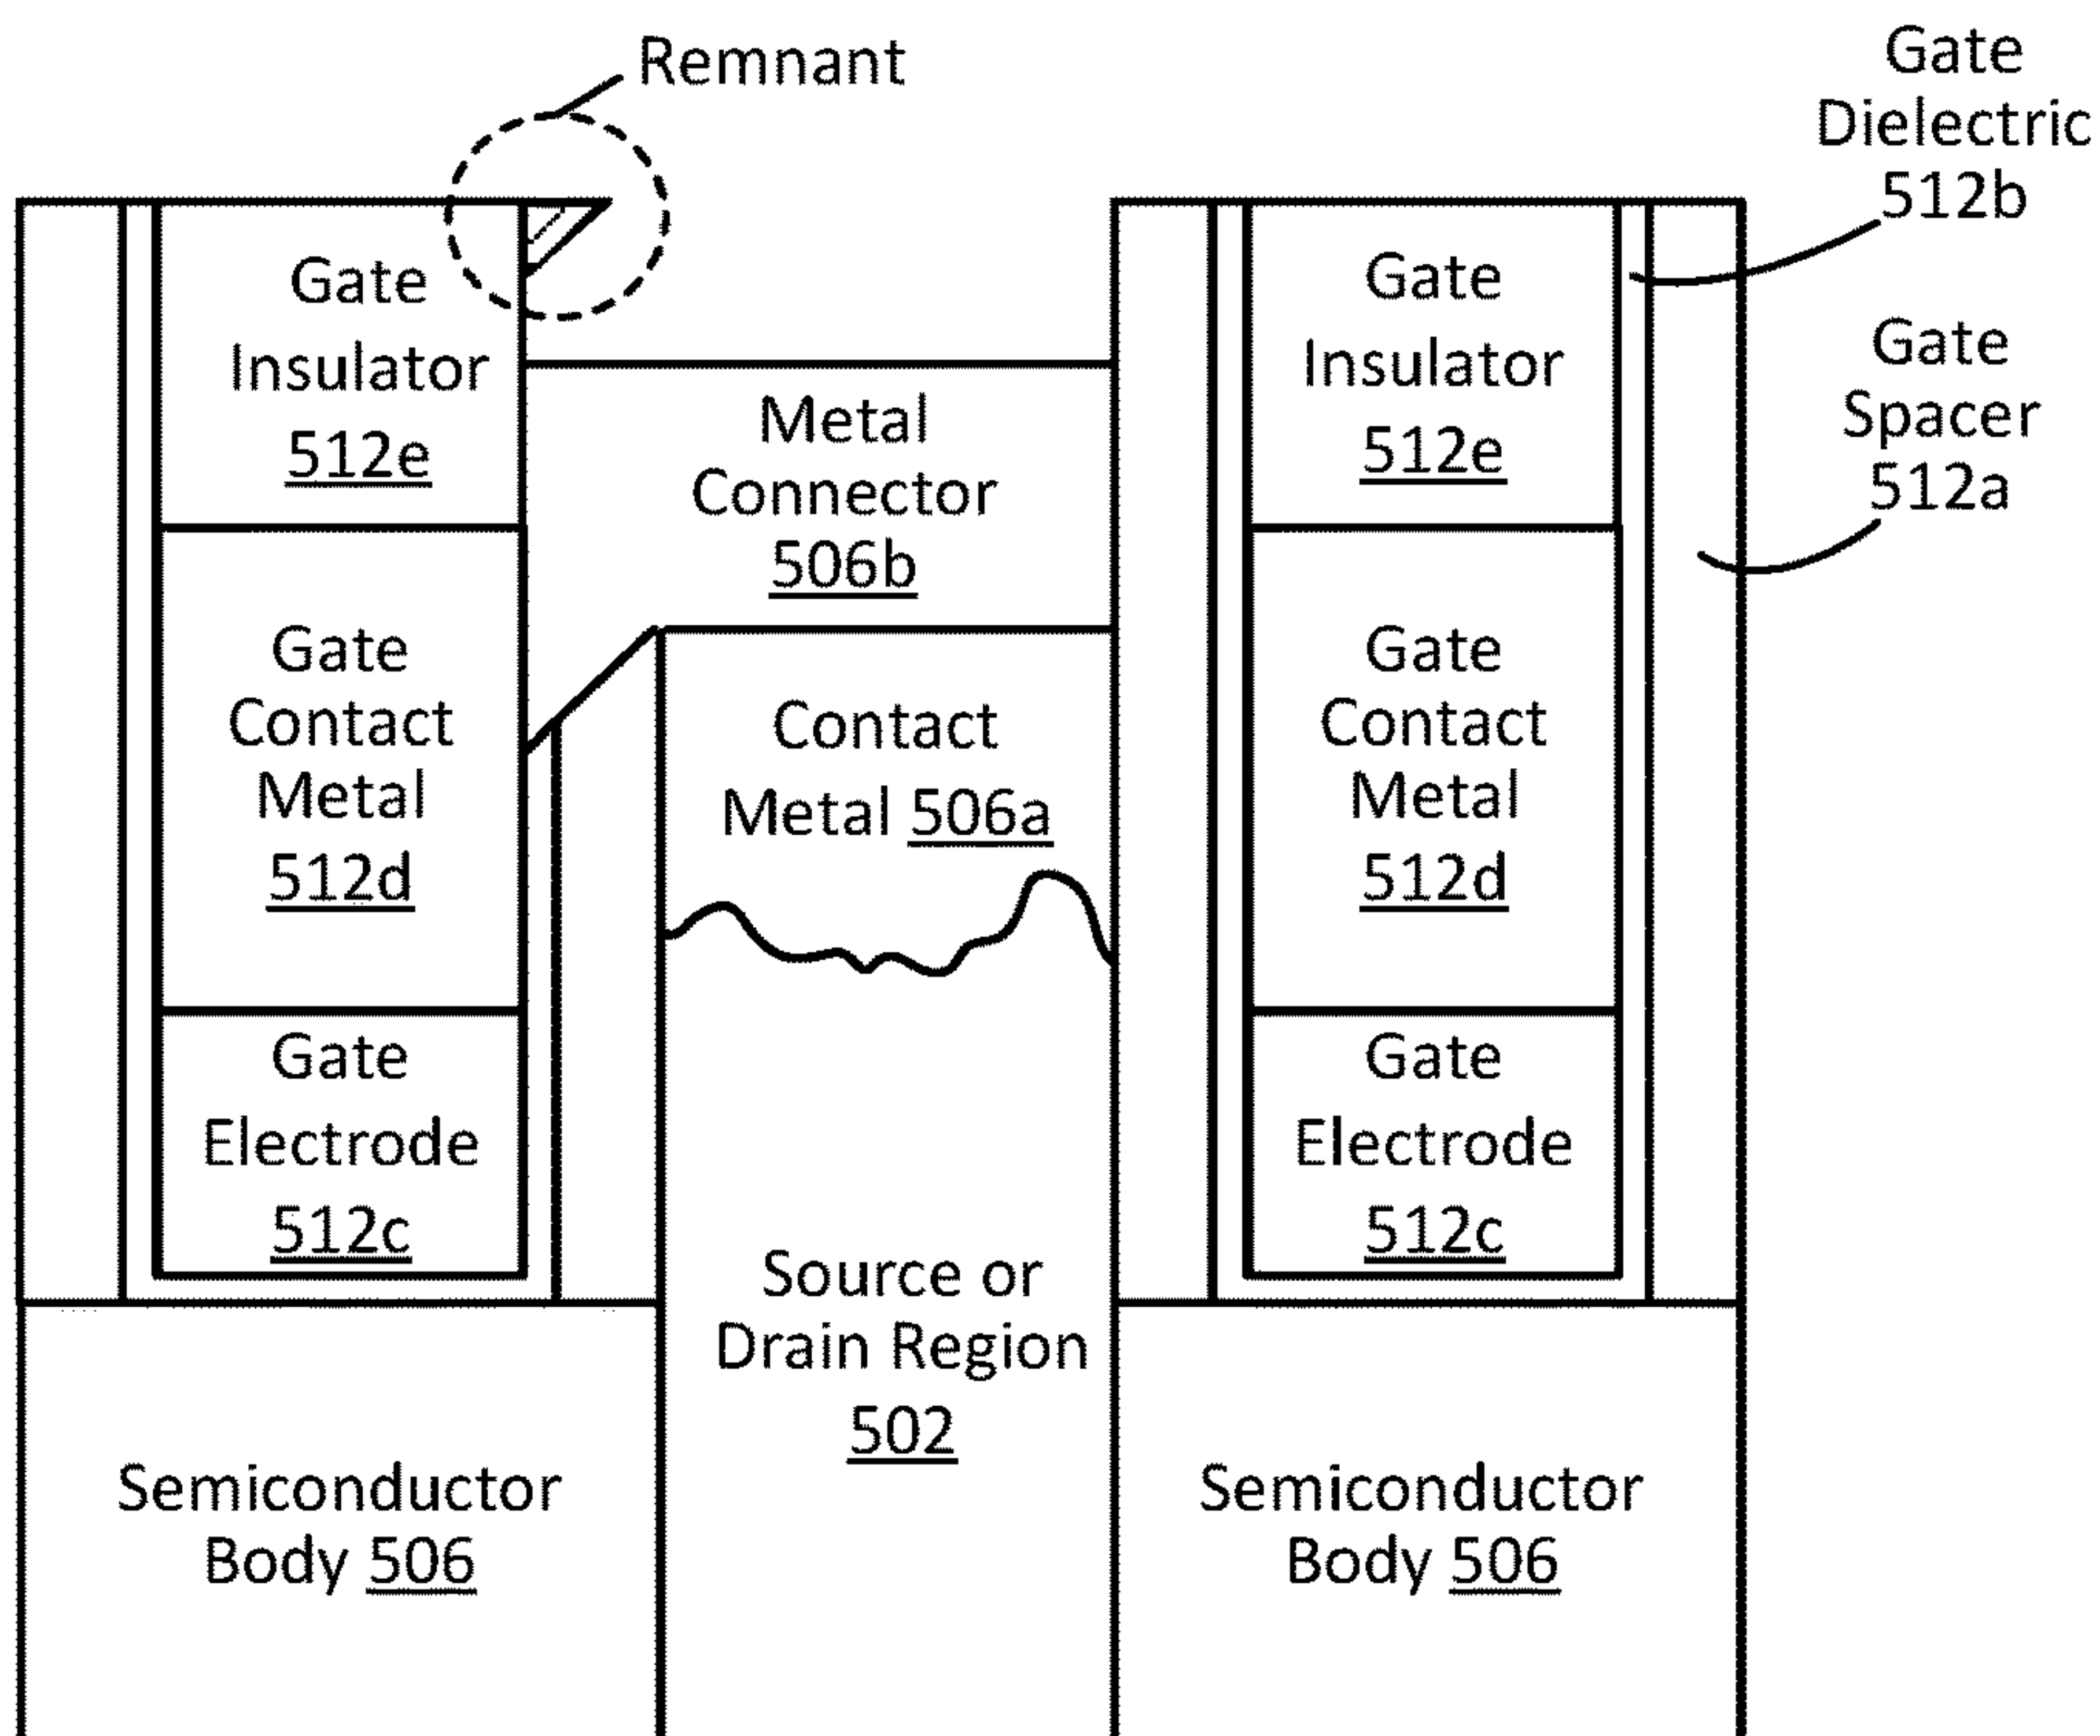 Remnant
Gate
Dielectric
512b
Gate
Spacer
512a
Gate
Insulator
512e
Metal
Connector
506b
Gate
Insulator
512e
Gate
Contact
Metal
512d
Contact
Metal 506a
Gate
Contact
Metal
512d
Gate
Electrode
512c
Source or
Drain Region
502
Gate
Electrode
512c
Semiconductor
Body 506
Semiconductor
Body 506